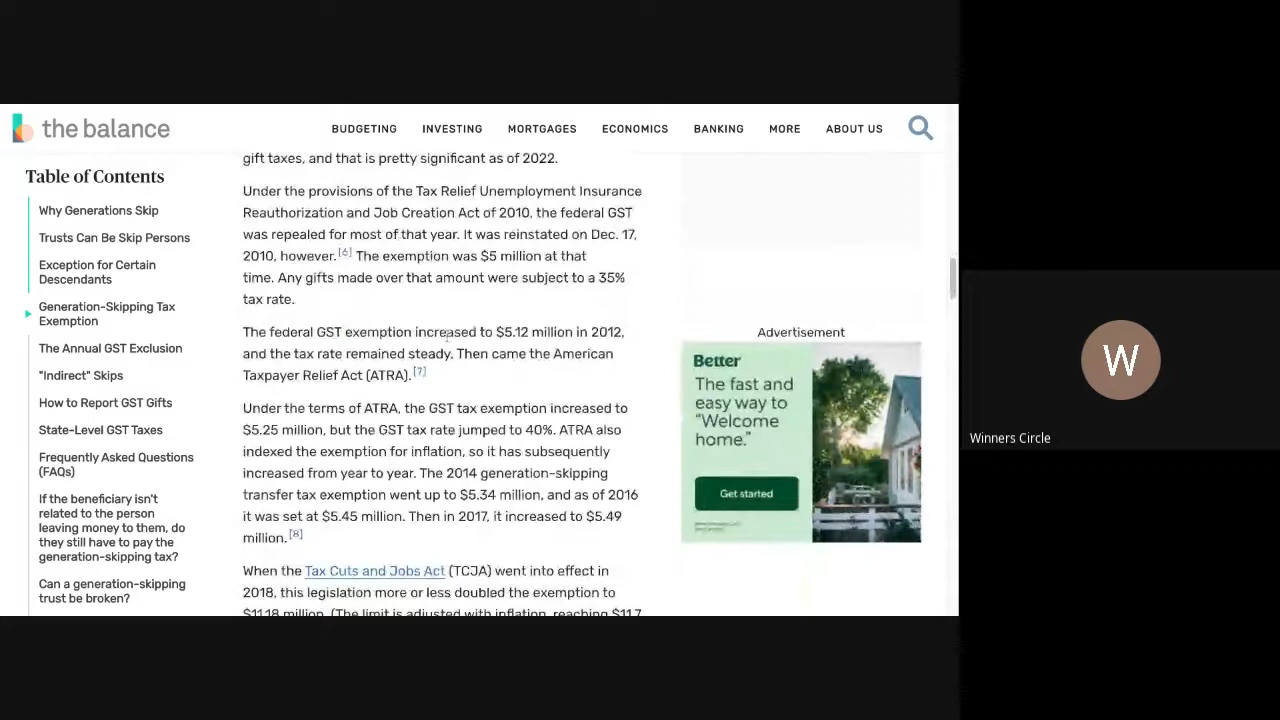 the balance
BUDGETING INVESTING MORTGAGES ECONOMICS BANKING MORE ABOUT US
Table of Contents
Why Generations Skip
Trusts Can Be Skip Persons
Exception for Certain
Descendants
Generation-Skipping Tax
Exemption
The Annual GST Exclusion
"Indirect" Skips
How to Report GST Gifts
State-Level GST Taxes
Frequently Asked Questions
(FAQs)
If the beneficiary isn't
related to the person
leaving money to them, do
they still have to pay the
generation-skipping tax?
Can a generation-skipping
trust be broken?
gift taxes, and that is pretty significant as of 2022.
Under the provisions of the Tax Relief Unemployment Insurance
Reauthorization and Job Creation Act of 2010, the federal GST
was repealed for most of that year. It was reinstated on Dec. 17,
2010, however.[6] The exemption was $5 million at that
time. Any gifts made over that amount were subject to a 35%
tax rate.
The federal GST exemption increased to $5.12 million in 2012,
and the tax rate remained steady. Then came the American
Taxpayer Relief Act (ATRA).[7]
Under the terms of ATRA, the GST tax exemption increased to
$5.25 million, but the GST tax rate jumped to 40%. ATRA also
indexed the exemption for inflation, so it has subsequently
increased from year to year. The 2014 generation-skipping
transfer tax exemption went up to $5.34 million, and as of 2016
it was set at $5.45 million. Then in 2017, it increased to $5.49
million.[8]
When the Tax Cuts and Jobs Act (TCJA) went into effect in
2018, this legislation more or less doubled the exemption to
$11.18 million. (The limit is adjusted with inflation, reaching $11.7
Advertisement
Better
The fast and
easy way to
"Welcome
home."
Get started
W
Winners Circle